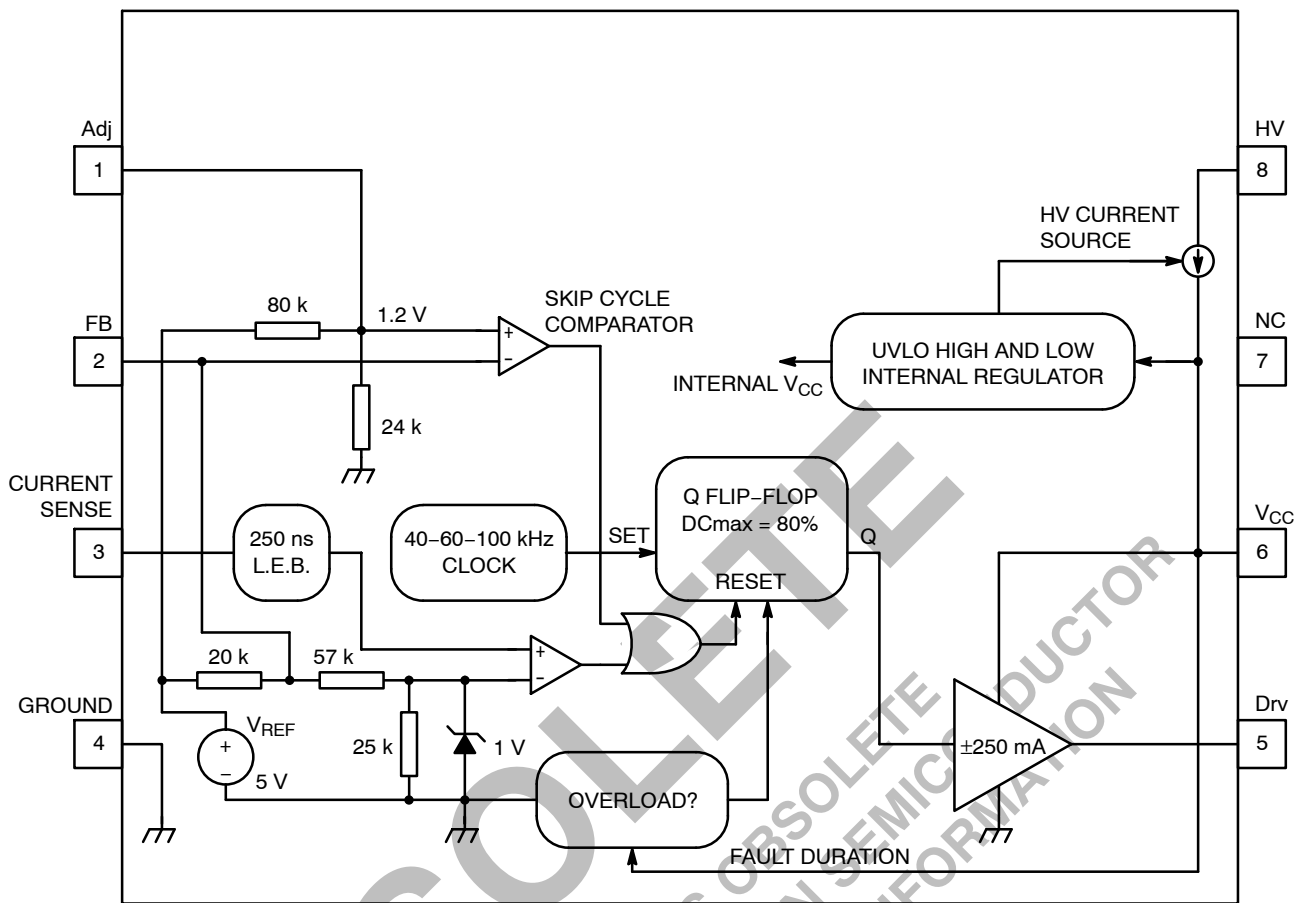 Adj
1
HV
8
HV CURRENT
SOURCE
80 k
1.2 V
SKIP CYCLE
COMPARATOR
+
−
FB
2
NC
7
UVLO HIGH AND LOW
INTERNAL REGULATOR
INTERNAL VCC
24 k
CURRENT
SENSE
3
250 ns
L.E.B.
40−60−100 kHz
CLOCK
SET
Q FLIP−FLOP
DCmax = 80%
RESET
Q
VCC
6
20 k
57 k
+
−
GROUND
4
VREF
+
−
5 V
25 k
1 V
OVERLOAD?
±250 mA
Drv
5
FAULT DURATION
OBSOLETE
DUCTOR
SEMIC